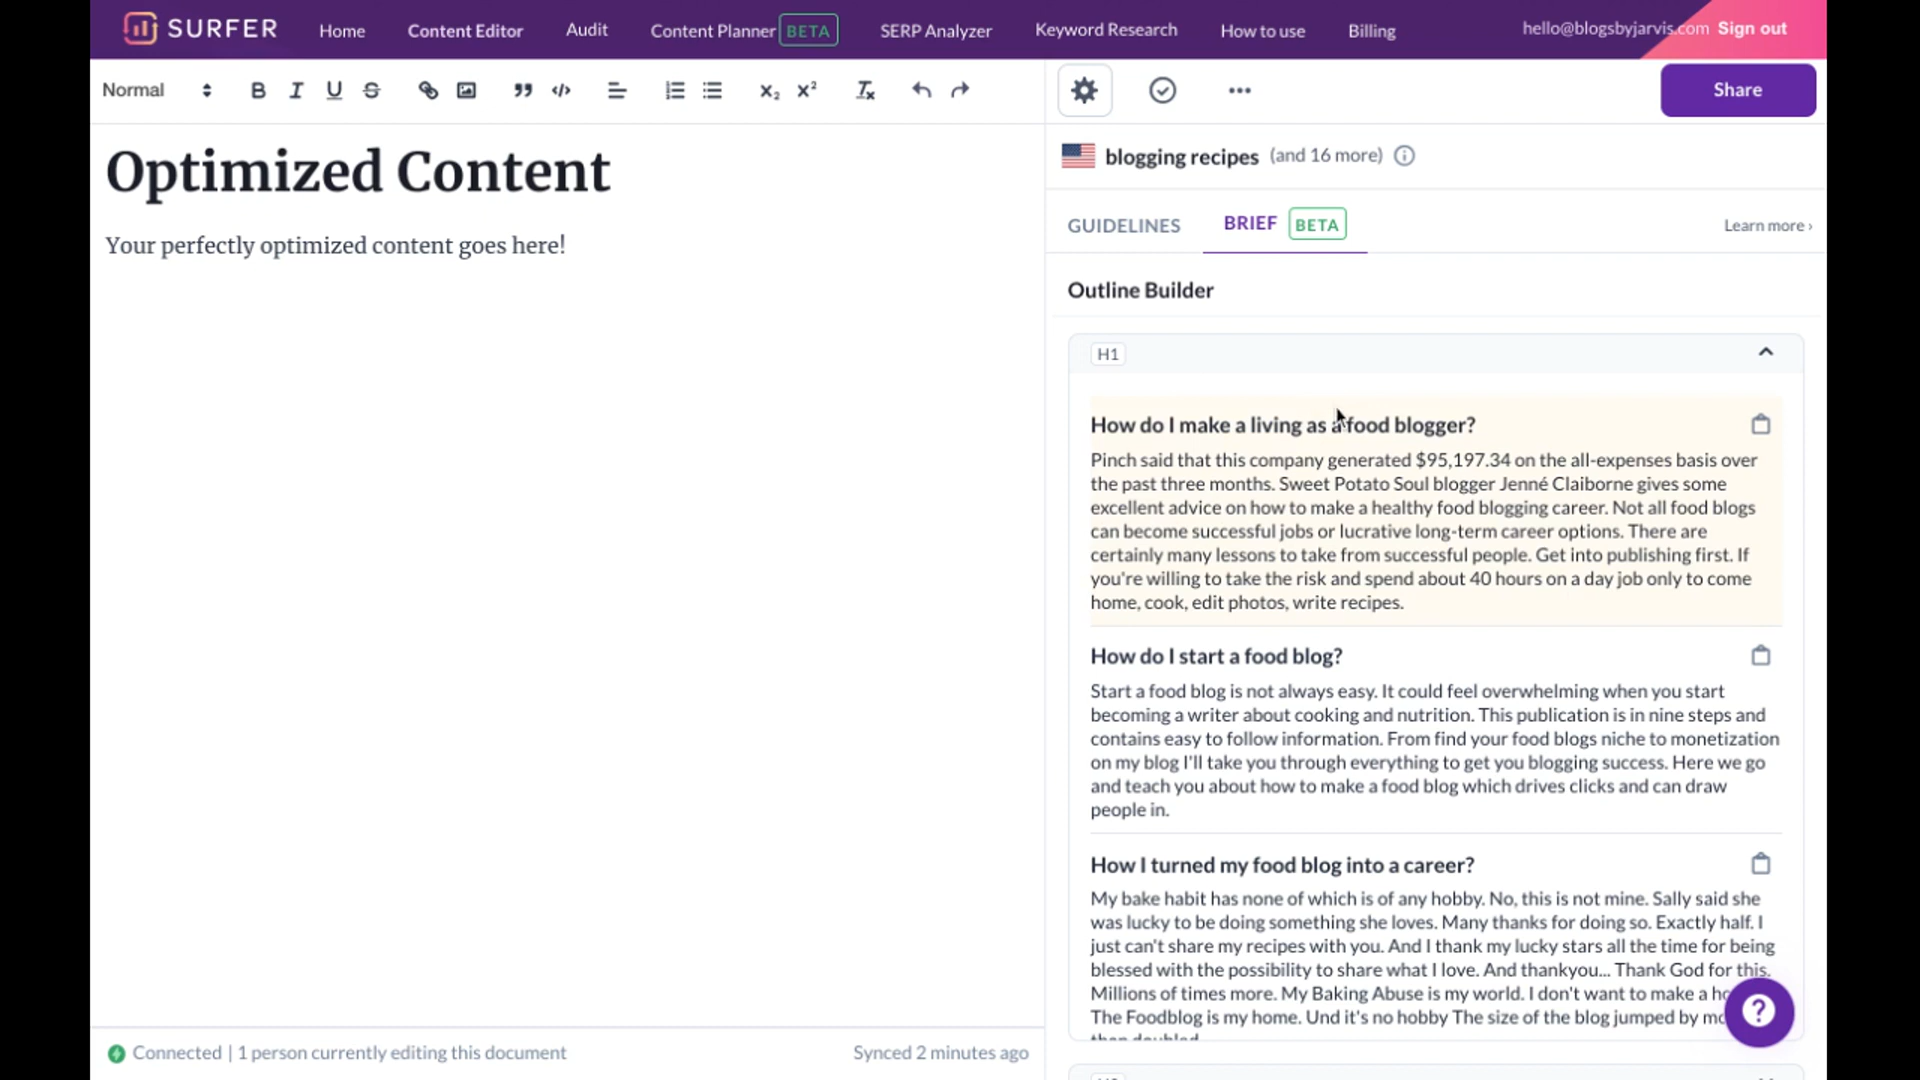 SURFER
Home
Content Editor
Audit
Content Planner BETA
SERP Analyzer
Keyword Research
How to use
Billing
hello@blogsbyjarvis.com
Sign out
Normal
Share
Optimized Content
Your perfectly optimized content goes here!
blogging recipes (and 16 more)
GUIDELINES
BRIEF BETA
Learn more ›
Outline Builder
H1
How do I make a living as a food blogger?
Pinch said that this company generated $95,197.34 on the all-expenses basis over
the past three months. Sweet Potato Soul blogger Jenné Claiborne gives some
excellent advice on how to make a healthy food blogging career. Not all food blogs
can become successful jobs or lucrative long-term career options. There are
certainly many lessons to take from successful people. Get into publishing first. If
you're willing to take the risk and spend about 40 hours on a day job only to come
home, cook, edit photos, write recipes.
How do I start a food blog?
Start a food blog is not always easy. It could feel overwhelming when you start
becoming a writer about cooking and nutrition. This publication is in nine steps and
contains easy to follow information. From find your food blogs niche to monetization
on my blog I'll take you through everything to get you blogging success. Here we go
and teach you about how to make a food blog which drives clicks and can draw
people in.
How I turned my food blog into a career?
My bake habit has none of which is of any hobby. No, this is not mine. Sally said she
was lucky to be doing something she loves. Many thanks for doing so. Exactly half. I
just can't share my recipes with you. And I thank my lucky stars all the time for being
blessed with the possibility to share what I love. And thankyou... Thank God for this.
Millions of times more. My Baking Abuse is my world. I don't want to make a
The Foodblog is my home. Und it's no hobby The size of the blog jumped by
Connected | 1 person currently editing this document
Synced 2 minutes ago